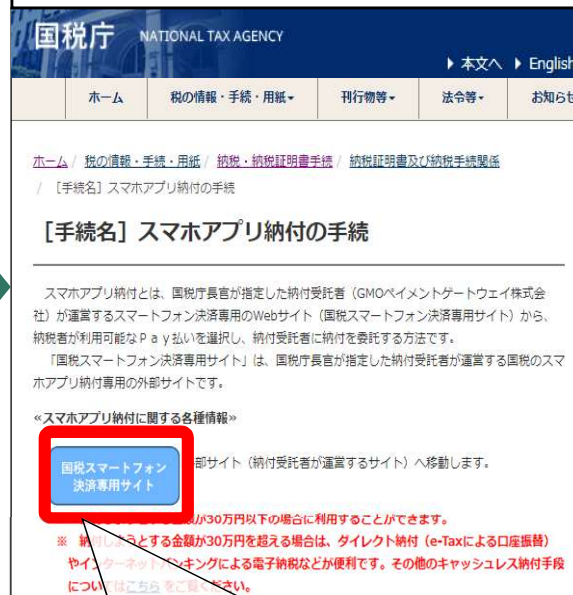 国税庁 NATIONAL TAX AGENCY
本文へ English
ホーム 税の情報・手続・用紙 刊行物等 法令等 お知らせ
ホーム / 税の情報・手続・用紙 / 納税・納税証明書手続 / 納税証明書及び納税手続関係
/ [手続名] スマホアプリ納付の手続
[手続名] スマホアプリ納付の手続
スマホアプリ納付とは、国税庁長官が指定した納付受託者（GMOペイメントゲートウェイ株式会
社）が運営するスマートフォン決済専用のWebサイト（国税スマートフォン決済専用サイト）から、
納税者が利用可能なＰａｙ払いを選択し、納付受託者に納付を委託する方法です。
「国税スマートフォン決済専用サイト」は、国税庁長官が指定した納付受託者が運営する国税のスマ
ホアプリ納付専用の外部サイトです。
«スマホアプリ納付に関する各種情報»
国税スマートフォン
決済専用サイト
部サイト（納付受託者が運営するサイト）へ移動します。
が30万円以下の場合に利用することができます。
※ 納付しようとする金額が30万円を超える場合は、ダイレクト納付（e-Taxによる口座振替）
やインターネットバンキングによる電子納税などが便利です。その他のキャッシュレス納付手段
についてはこちらをご覧ください。